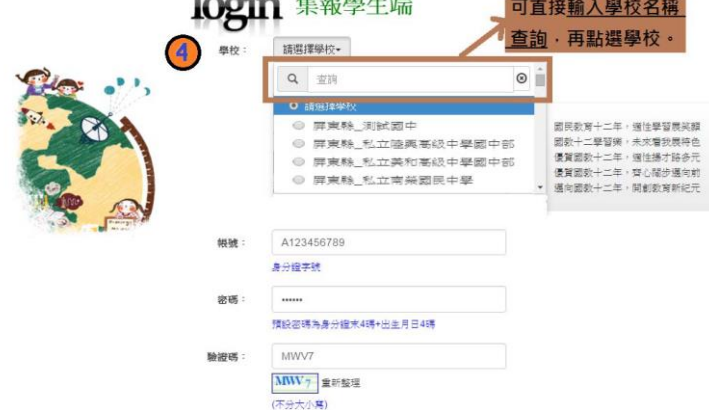 login 集報學生端
可直接輸入學校名稱
查詢，再點選學校。
4
學校：
請選擇學校
查詢
請選擇學校
屏東縣_測試國中
屏東縣_私立陸興高級中學國中部
屏東縣_私立美和高級中學國中部
屏東縣_私立南榮國民中學
國民教育十二年，適性學習展笑顏
國教十二學習樂，未來看我展特色
優質國教十二年，適性揚才路多元
優質國教十二年，齊心闊步邁向前
邁向國教十二年，開創教育新紀元
帳號：
A123456789
身分證字號
密碼：
••••••
預設密碼為身分證末4碼+出生月日4碼
驗證碼：
MWV7
MWV7 重新整理
(不分大小寫)